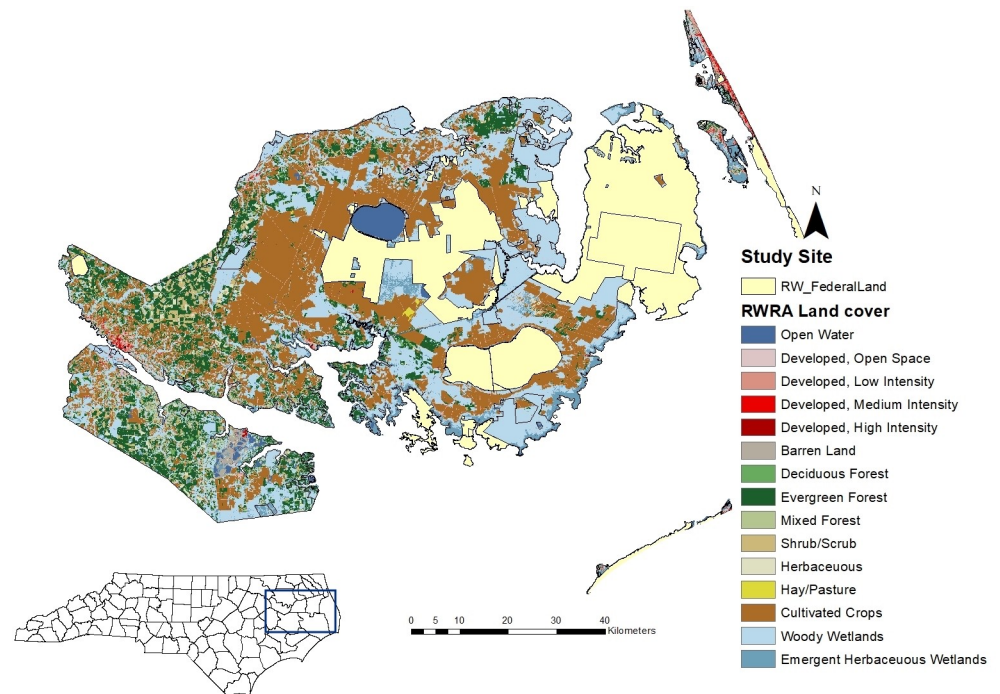 N
Study Site
RW_FederalLand
RWRA Land cover
Open Water
Developed, Open Space
Developed, Low Intensity
Developed, Medium Intensity
Developed, High Intensity
Barren Land
Deciduous Forest
Evergreen Forest
Mixed Forest
Shrub/Scrub
Herbaceuous
Hay/Pasture
Cultivated Crops
Woody Wetlands
Emergent Herbaceuous Wetlands
0 5 10 20 30 40
Kilometers